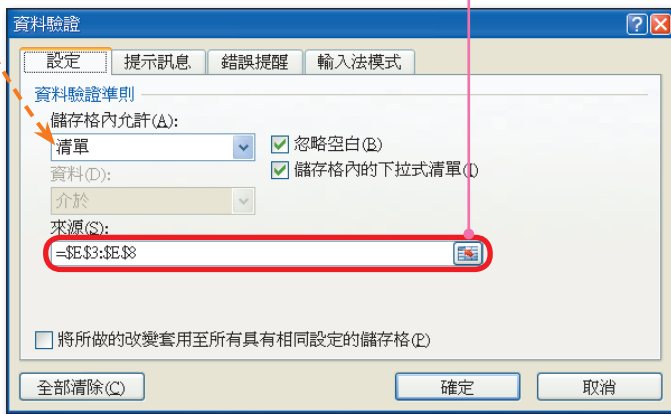 資料驗證
設定 提示訊息 錯誤提醒 輸入法模式
資料驗證準則
儲存格內允許(A):
清單 忽略空白(B)
資料(D): 儲存格內的下拉式清單(I)
介於
來源(S):
=$E$3:$E$8
將所做的改變套用至所有具有相同設定的儲存格(P)
全部清除(C) 確定 取消